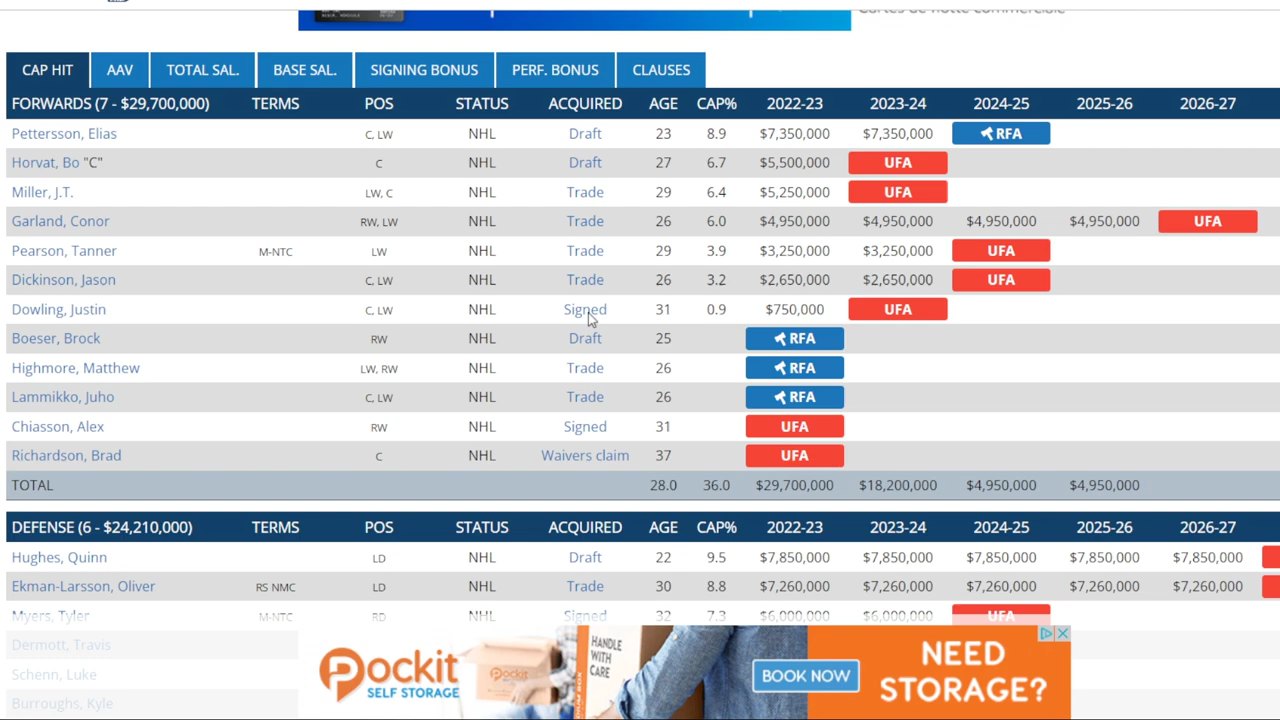 CAP HIT AAV TOTAL SAL. BASE SAL. SIGNING BONUS PERF. BONUS CLAUSES
FORWARDS (7 - $29,700,000) TERMS POS STATUS ACQUIRED AGE CAP% 2022-23 2023-24 2024-25 2025-26 2026-27
Pettersson, Elias C, LW NHL Draft 23 8.9 $7,350,000 $7,350,000 RFA
Horvat, Bo "C" C NHL Draft 27 6.7 $5,500,000 UFA
Miller, J.T. LW, C NHL Trade 29 6.4 $5,250,000 UFA
Garland, Conor RW, LW NHL Trade 26 6.0 $4,950,000 $4,950,000 $4,950,000 $4,950,000 UFA
Pearson, Tanner M-NTC LW NHL Trade 29 3.9 $3,250,000 $3,250,000 UFA
Dickinson, Jason C, LW NHL Trade 26 3.2 $2,650,000 $2,650,000 UFA
Dowling, Justin C, LW NHL Signed 31 0.9 $750,000 UFA
Boeser, Brock RW NHL Draft 25 RFA
Highmore, Matthew LW, RW NHL Trade 26 RFA
Lammikko, Juho C, LW NHL Trade 26 RFA
Chiasson, Alex RW NHL Signed 31 UFA
Richardson, Brad C NHL Waivers claim 37 UFA
TOTAL 28.0 36.0 $29,700,000 $18,200,000 $4,950,000 $4,950,000
DEFENSE (6 - $24,210,000) TERMS POS STATUS ACQUIRED AGE CAP% 2022-23 2023-24 2024-25 2025-26 2026-27
Hughes, Quinn LD NHL Draft 22 9.5 $7,850,000 $7,850,000 $7,850,000 $7,850,000 $7,850,000
Ekman-Larsson, Oliver RS NMC LD NHL Trade 30 8.8 $7,260,000 $7,260,000 $7,260,000 $7,260,000 $7,260,000
Myers, Tyler M-NTC RD NHL Signed 32 7.3 $6,000,000 $6,000,000 UFA
Dermott, Travis
Burroughs, Kyle
Pockit
SELF STORAGE
HANDLE
WITH
CARE
BOOK NOW
NEED
STORAGE?